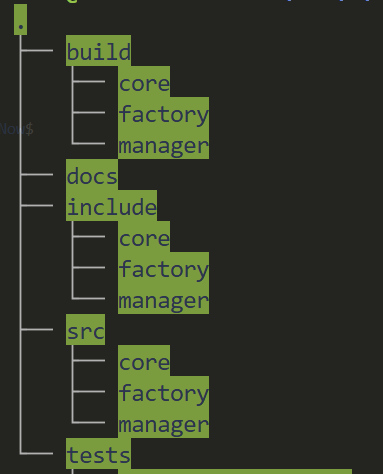 .
├── build
│   ├── core
│   ├── factory
│   └── manager
├── docs
├── include
│   ├── core
│   ├── factory
│   └── manager
├── src
│   ├── core
│   ├── factory
│   └── manager
└── tests